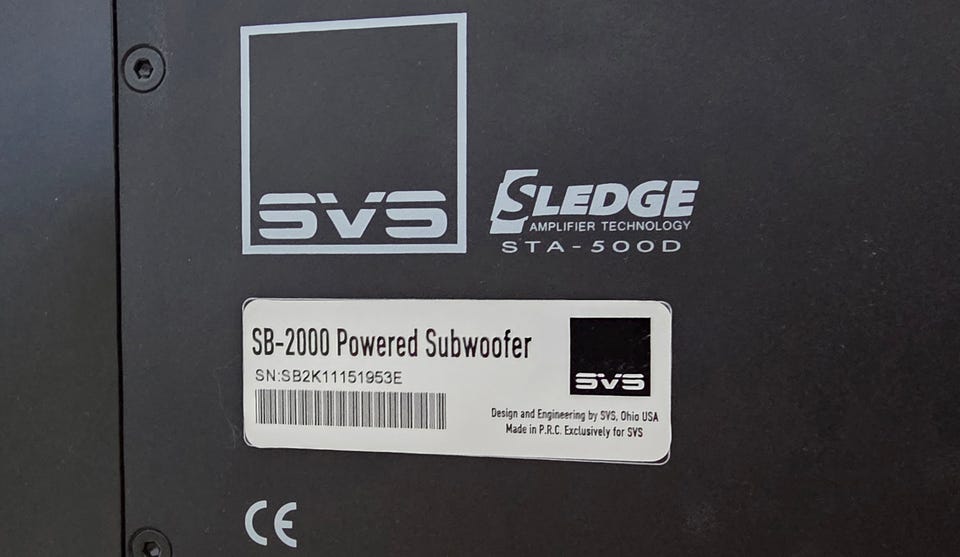 SVS
SLEDGE
AMPLIFIER TECHNOLOGY
STA-500D
SB-2000 Powered Subwoofer
SN:SB2K11151953E
SVS
Design and Engineering by SVS, Ohio USA
Made in P.R.C. Exclusively for SVS
CE